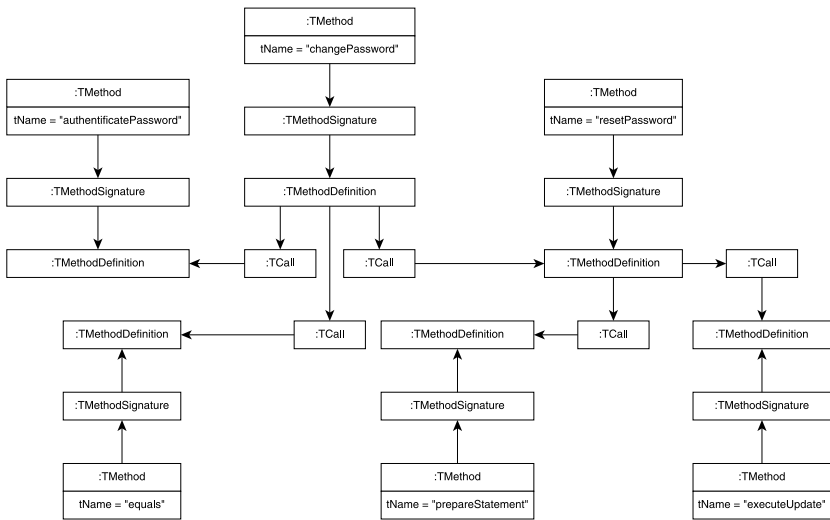 :TMethod
tName = "changePassword"
:TMethod
tName = "authentificatePassword"
:TMethod
tName = "resetPassword"
:TMethodSignature
:TMethodSignature
:TMethodDefinition
:TMethodSignature
:TMethodDefinition
:TCall
:TCall
:TMethodDefinition
:TCall
:TMethodDefinition
:TCall
:TMethodDefinition
:TCall
:TMethodDefinition
:TMethodSignature
:TMethodSignature
:TMethodSignature
:TMethod
tName = "equals"
:TMethod
tName = "prepareStatement"
:TMethod
tName = "executeUpdate"